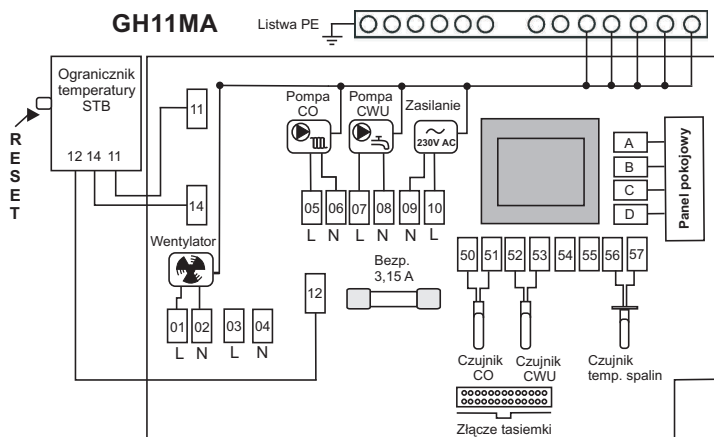 GH11MA
Listwa PE
Ogranicznik
temperatury
STB
12 14 11
RESET
11
14
Pompa
CO
Pompa
CWU
Zasilanie
230V AC
05 06 07 08 09 10
L N L N N L
A
B
C
D
Panel pokojowy
Wentylator
01 02 03 04
L N L N
12
Bezp.
3,15 A
50 51 52 53 54 55 56 57
Czujnik
CO
Czujnik
CWU
Czujnik
temp. spalin
Złącze tasiemki